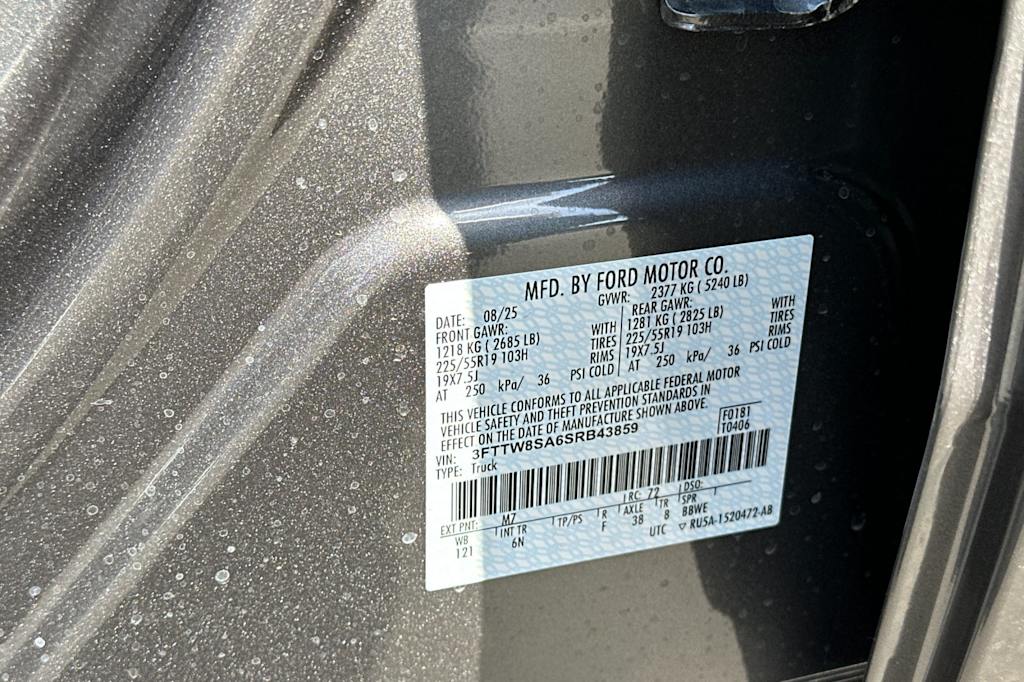 MFD. BY FORD MOTOR CO.
DATE: 08/25 GVWR: 2377 KG ( 5240 LB)
FRONT GAWR: WITH REAR GAWR: WITH
1218 KG ( 2685 LB) TIRES 1281 KG ( 2825 LB) TIRES
225/55R19 103H RIMS 225/55R19 103H RIMS
19X7.5J PSI COLD 19X7.5J PSI COLD
AT 250 kPa/ 36 AT 250 kPa/ 36
THIS VEHICLE CONFORMS TO ALL APPLICABLE FEDERAL MOTOR
VEHICLE SAFETY AND THEFT PREVENTION STANDARDS IN
EFFECT ON THE DATE OF MANUFACTURE SHOWN ABOVE.
VIN: 3FTTW8SA6SRB43859 F0181
TYPE: Truck T0406
EXT PNT: M7 RC: 72 DSO:
WB INT TR TP/PS R AXLE TR SPR
121 6N F 38 8 BBWE
UTC ▽ RU5A-1520472-AB